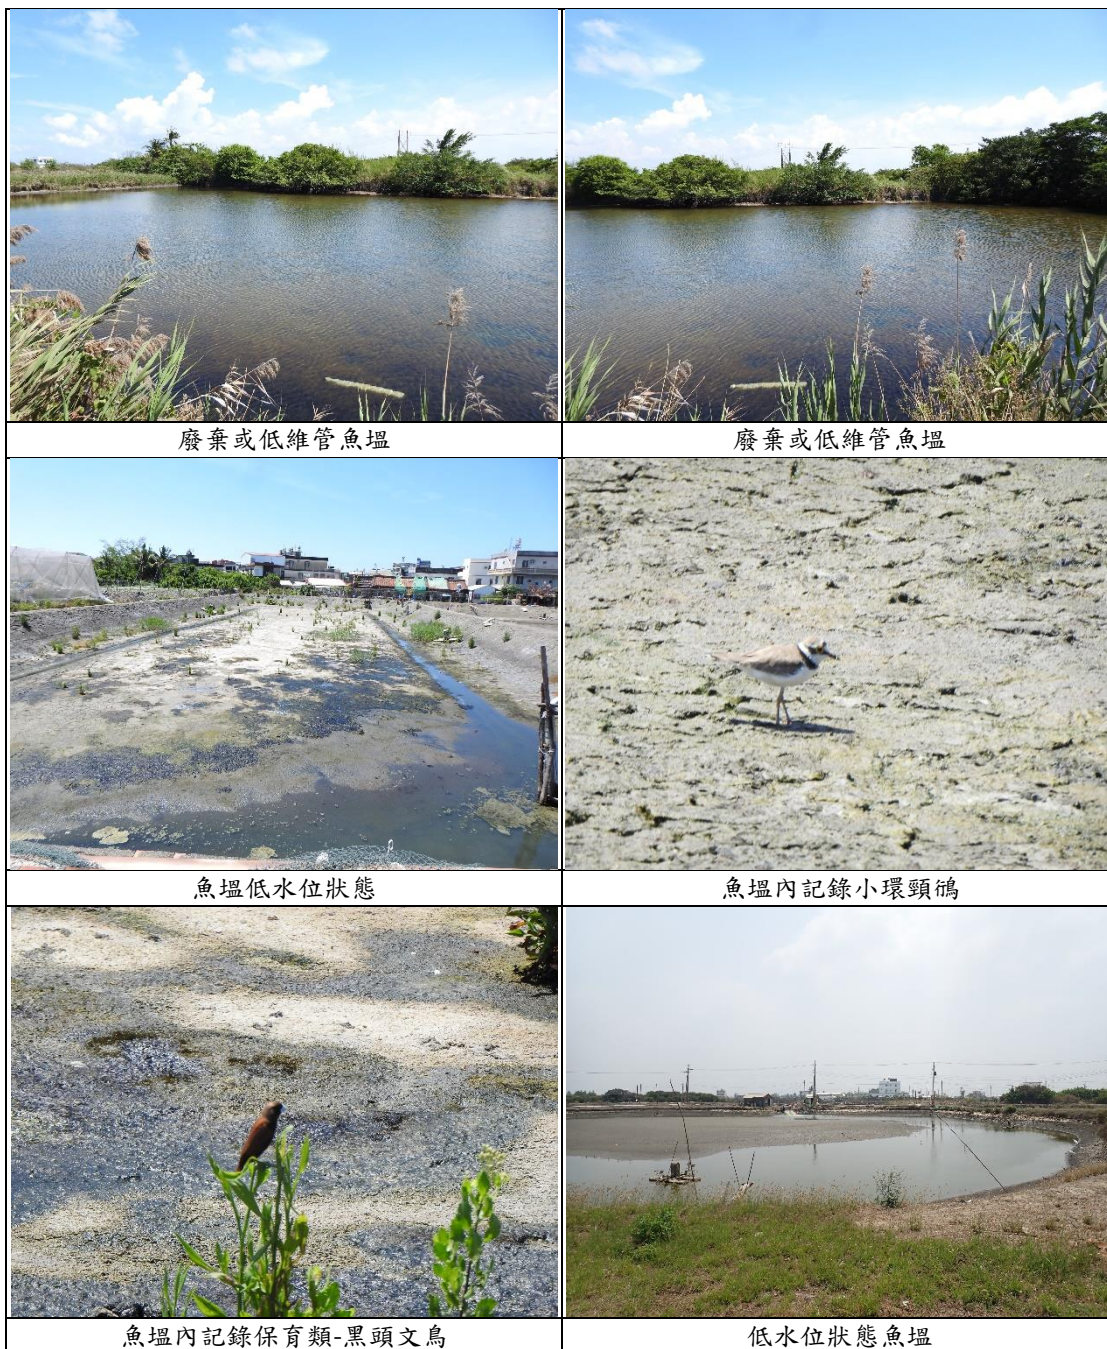 廢棄或低維管魚塭
廢棄或低維管魚塭
魚塭低水位狀態
魚塭內記錄小環頸鴴
魚塭內記錄保育類-黑頭文鳥
低水位狀態魚塭